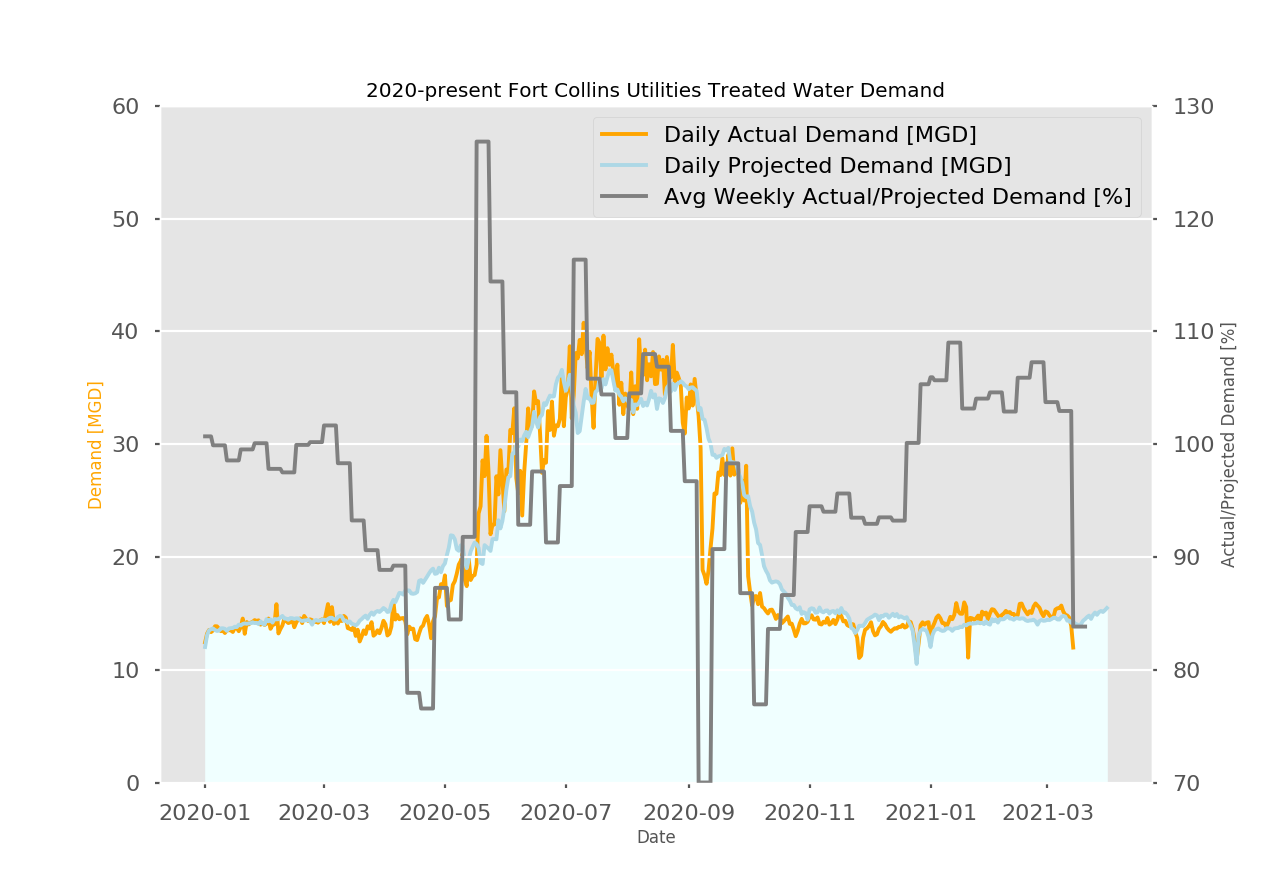 2020-present Fort Collins Utilities Treated Water Demand
Daily Actual Demand [MGD]
Daily Projected Demand [MGD]
Avg Weekly Actual/Projected Demand [%]
Demand [MGD]
60
50
40
30
20
10
0
130
120
110
100
90
80
70
Actual/Projected Demand [%]
2020-01 2020-03 2020-05 2020-07 2020-09 2020-11 2021-01 2021-03
Date